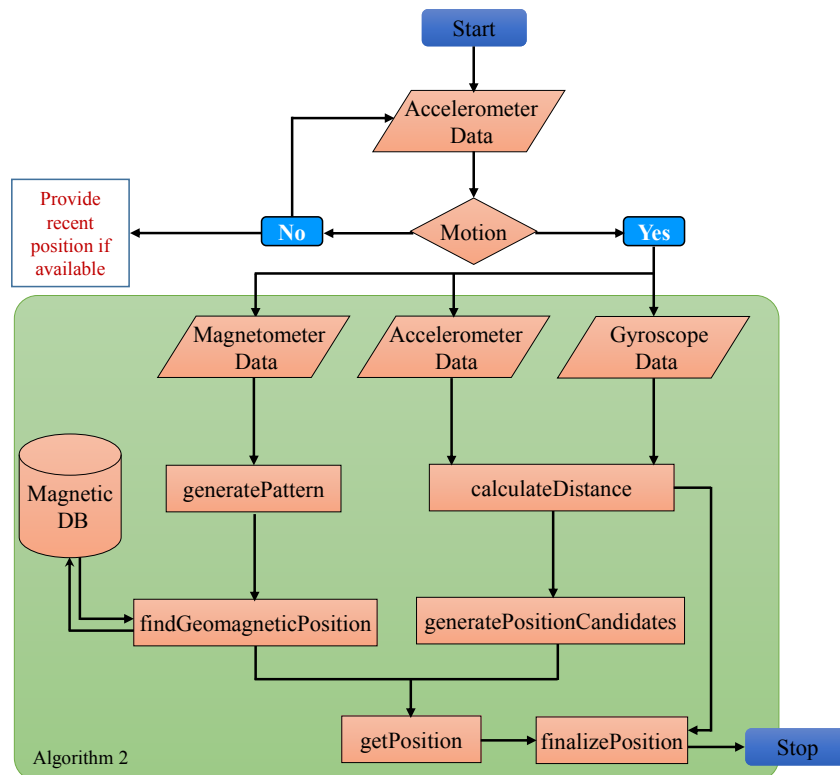 Start
Accelerometer
Data
Provide
recent
position if
available
No
Motion
Yes
Magnetometer
Data
Accelerometer
Data
Gyroscope
Data
Magnetic
DB
generatePattern
calculateDistance
findGeomagneticPosition
generatePositionCandidates
getPosition
finalizePosition
Stop
Algorithm 2